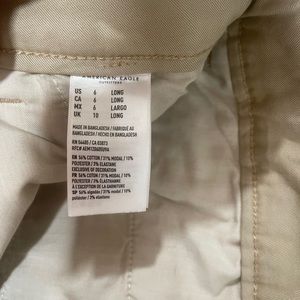 AMERICAN EAGLE
OUTFITTERS
US 6 LONG
CA 6 LONG
MX 6 LARGO
UK 10 LONG
MADE IN BANGLADESH / FABRIQUÉ AU
BANGLADESH / HECHO EN BANGLADESH
RN 54485 / CA 03873
EN 56% COTTON / 31% MODAL / 10%
POLYESTER / 3% ELASTANE
EXCLUSIVE OF DECORATION
FR 56% COTON / 31% MODAL / 10%
POLYESTER / 3% ÉLASTHANNE
À L'EXCEPTION DE LA GARNITURE
SP 56% algodón / 31% modal / 10%
poliéster / 3% elastano